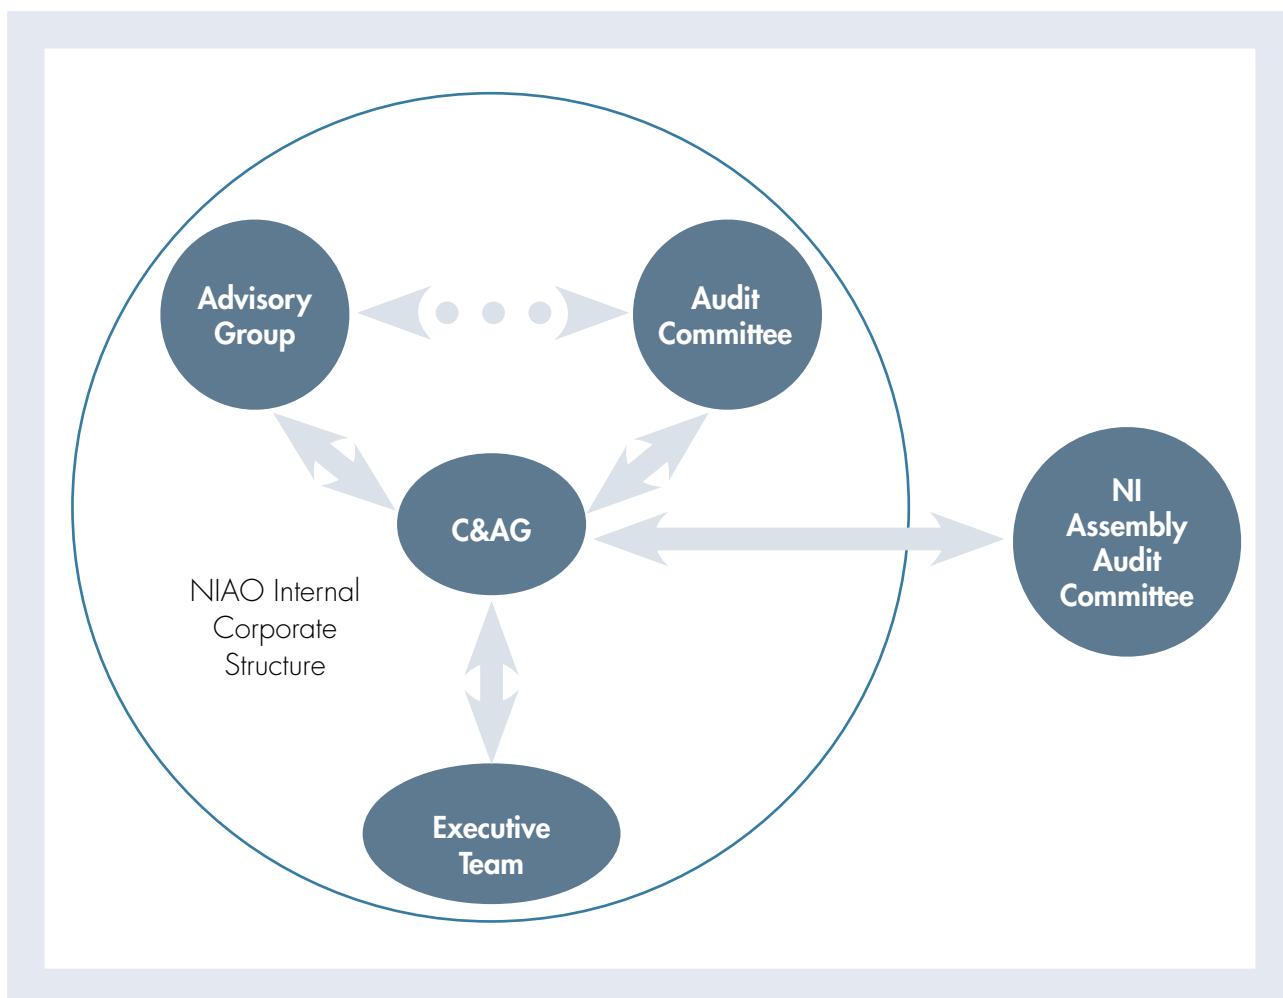 Advisory
Group
Audit
Committee
C&AG
NI
Assembly
Audit
Committee
NIAO Internal
Corporate
Structure
Executive
Team